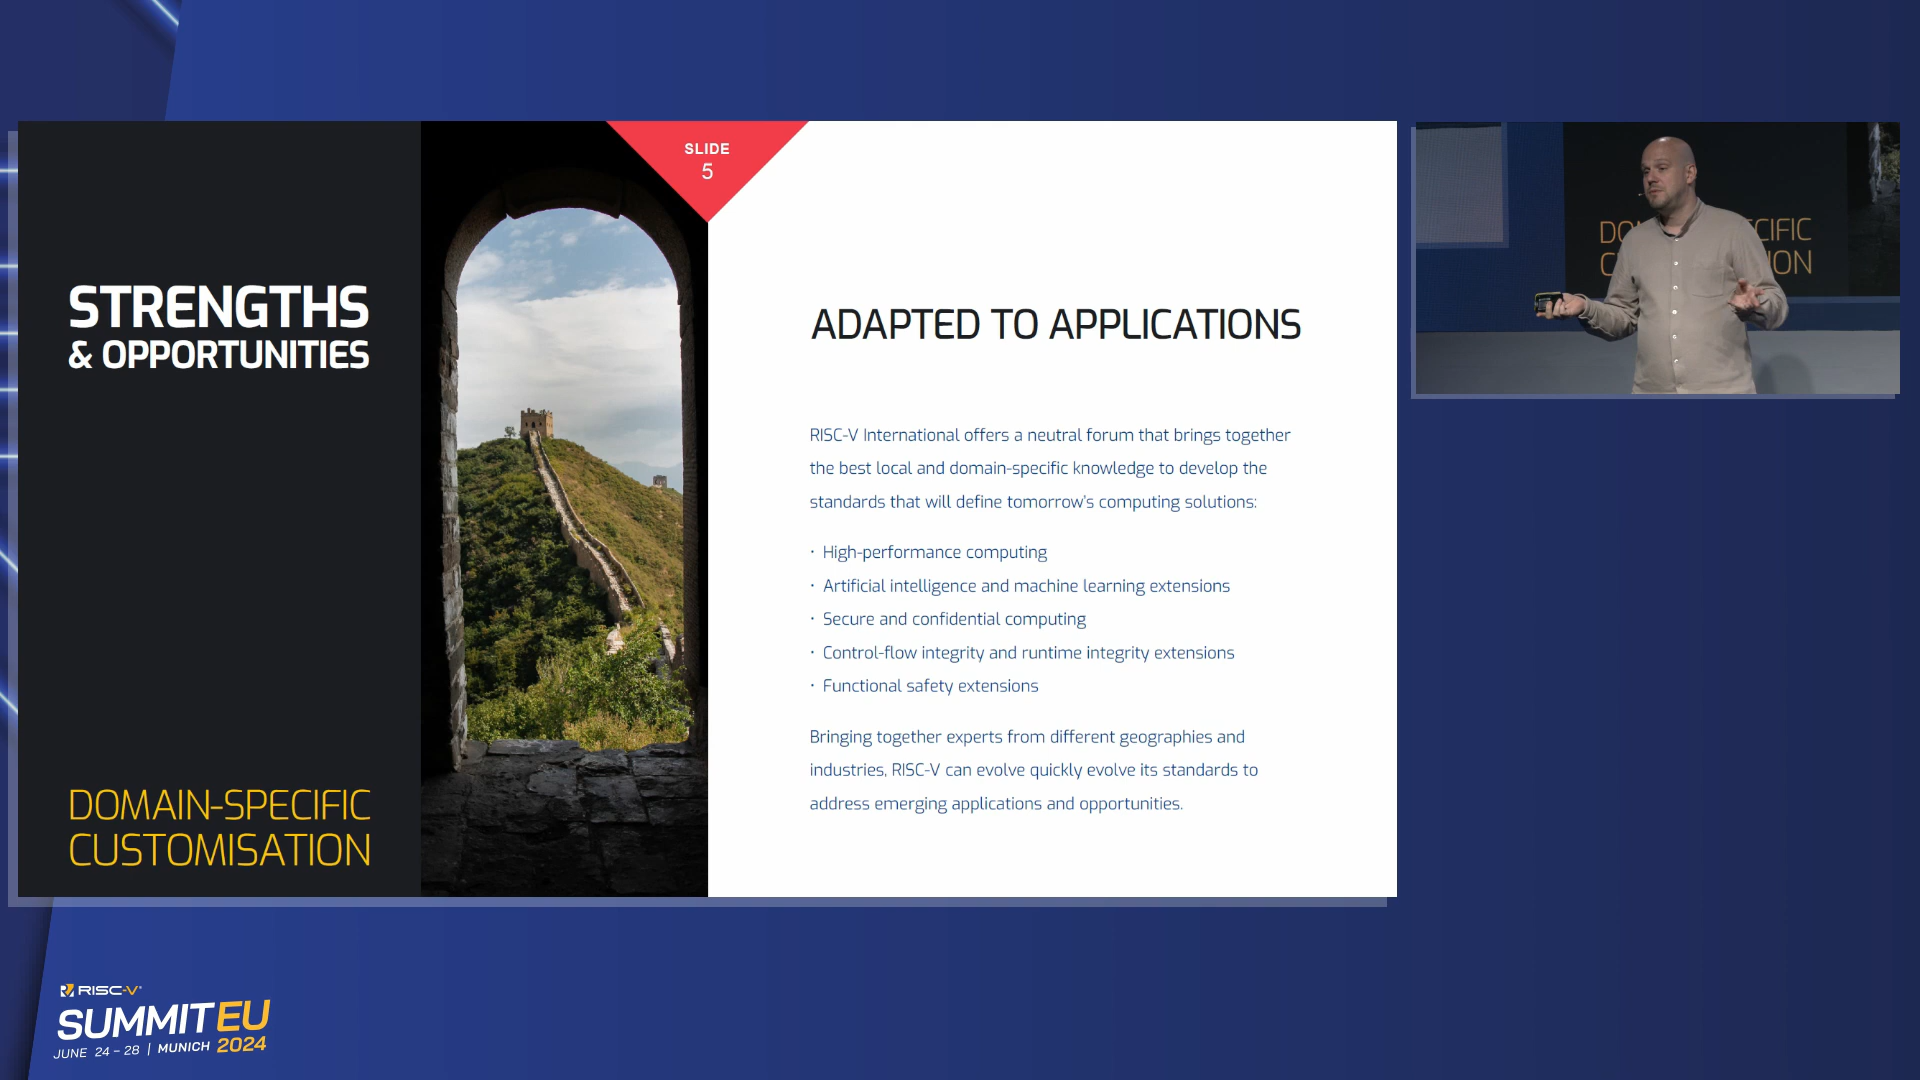 SLIDE
5
STRENGTHS
& OPPORTUNITIES
DOMAIN-SPECIFIC
CUSTOMISATION
ADAPTED TO APPLICATIONS
RISC-V International offers a neutral forum that brings together
the best local and domain-specific knowledge to develop the
standards that will define tomorrow's computing solutions:
· High-performance computing
· Artificial intelligence and machine learning extensions
· Secure and confidential computing
· Control-flow integrity and runtime integrity extensions
· Functional safety extensions
Bringing together experts from different geographies and
industries, RISC-V can evolve quickly evolve its standards to
address emerging applications and opportunities.
DO CIFIC
C ION
RISC-V®
SUMMIT EU
JUNE 24 – 28 | MUNICH 2024